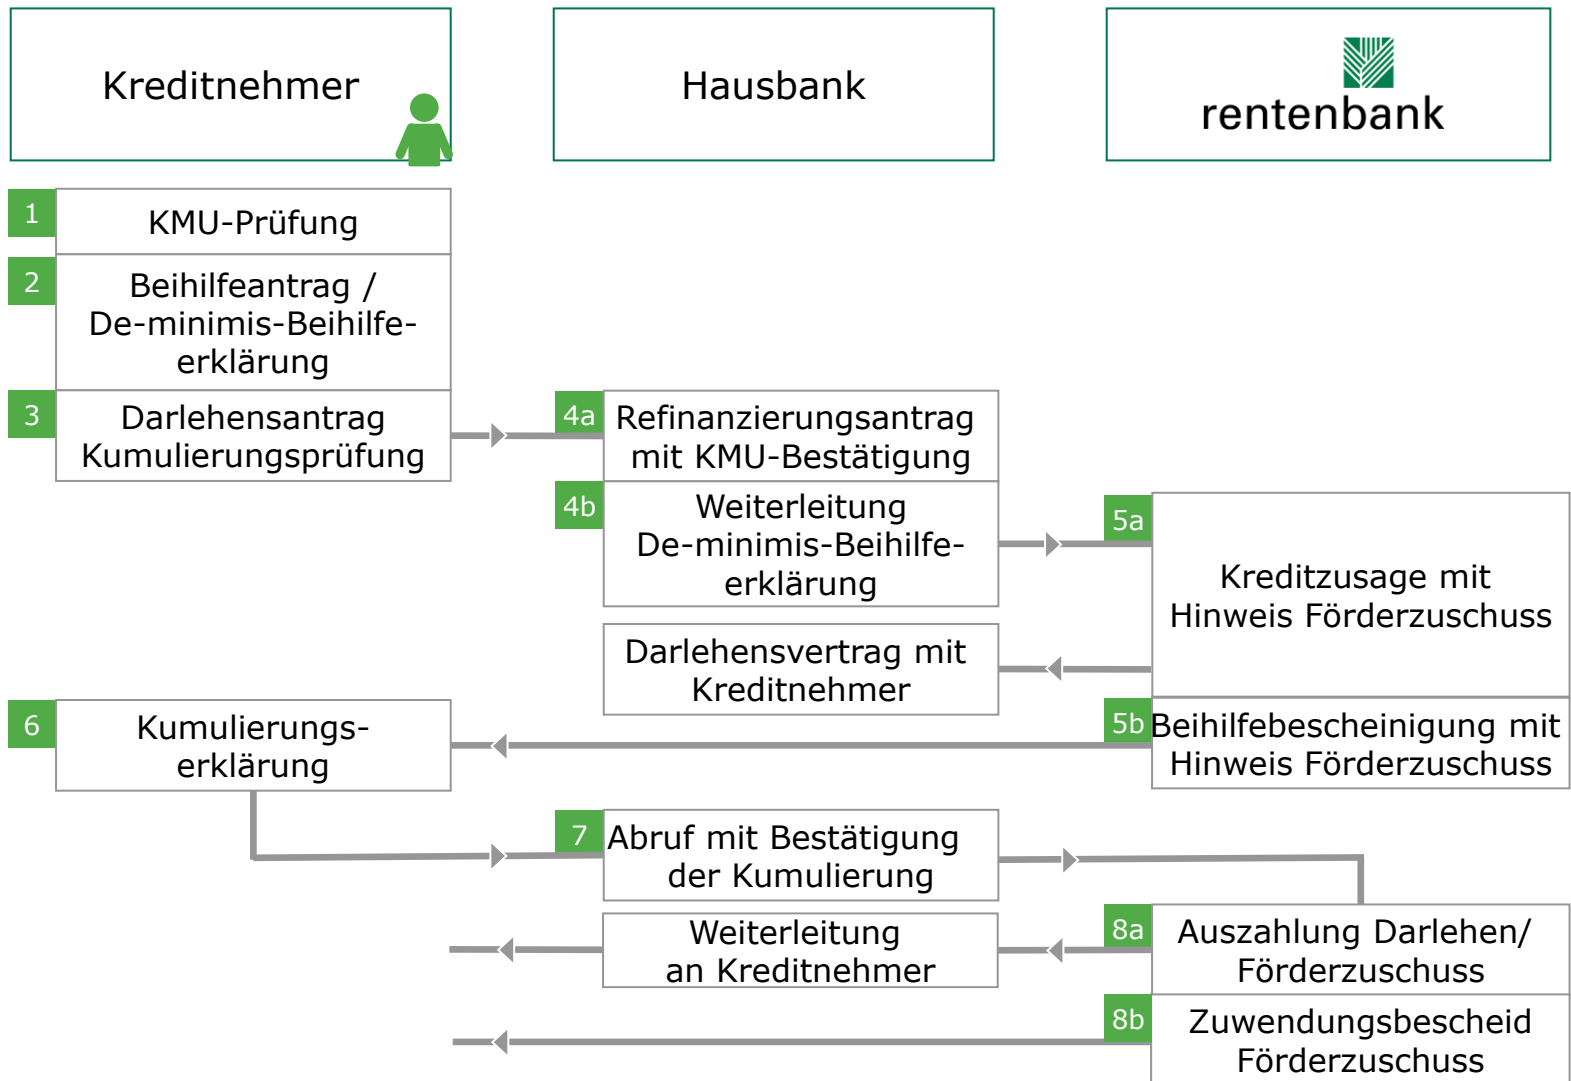 Kreditnehmer
Hausbank
rentenbank
1
KMU-Prüfung
2
Beihilfeantrag /
De-minimis-Beihilfe-
erklärung
3
Darlehensantrag
Kumulierungsprüfung
4a
Refinanzierungsantrag
mit KMU-Bestätigung
4b
Weiterleitung
De-minimis-Beihilfe-
erklärung
5a
Kreditzusage mit
Hinweis Förderzuschuss
Darlehensvertrag mit
Kreditnehmer
5b
Beihilfebescheinigung mit
Hinweis Förderzuschuss
6
Kumulierungs-
erklärung
7
Abruf mit Bestätigung
der Kumulierung
8a
Auszahlung Darlehen/
Förderzuschuss
Weiterleitung
an Kreditnehmer
8b
Zuwendungsbescheid
Förderzuschuss